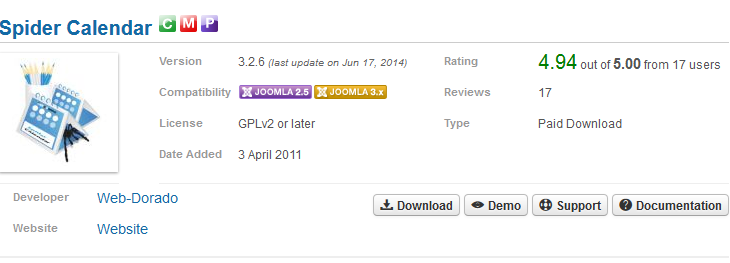 Spider Calendar C M P
Version 3.2.6 (last update on Jun 17, 2014) Rating 4.94 out of 5.00 from 17 users
Compatibility JOOMLA 2.5 JOOMLA 3.x Reviews 17
License GPLv2 or later Type Paid Download
Date Added 3 April 2011
Developer Web-Dorado Download Demo Support Documentation
Website Website